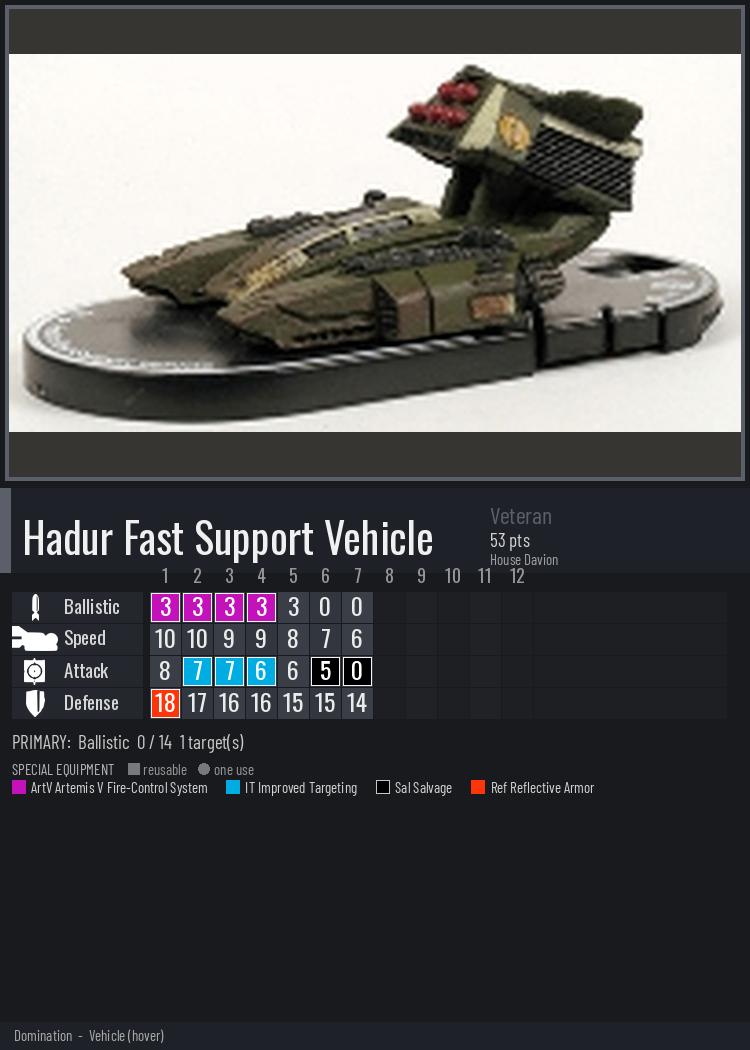 Hadur Fast Support Vehicle
Veteran
53 pts
House Davion
1 2 3 4 5 6 7 8 9 10 11 12
Ballistic 3 3 3 3 3 0 0
Speed 10 10 9 9 8 7 6
Attack 8 7 7 6 6 5 0
Defense 18 17 16 16 15 15 14
PRIMARY: Ballistic 0 / 14 1 target(s)
SPECIAL EQUIPMENT reusable one use
ArtV Artemis V Fire-Control System IT Improved Targeting Sal Salvage Ref Reflective Armor
Domination - Vehicle (hover)